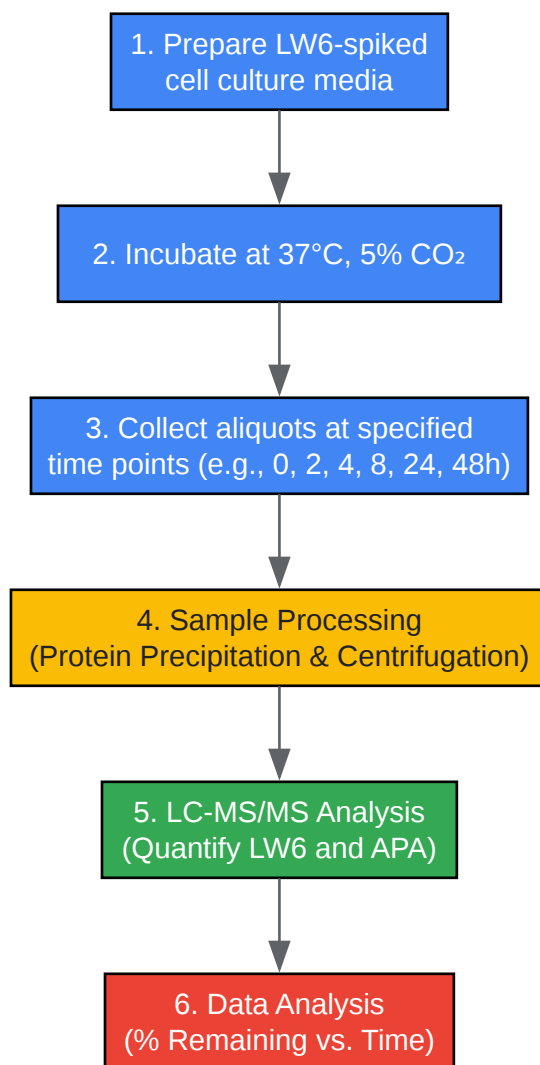 1. Prepare LW6-spiked
cell culture media
2. Incubate at 37°C, 5% CO₂
3. Collect aliquots at specified
time points (e.g., 0, 2, 4, 8, 24, 48h)
4. Sample Processing
(Protein Precipitation & Centrifugation)
5. LC-MS/MS Analysis
(Quantify LW6 and APA)
6. Data Analysis
(% Remaining vs. Time)